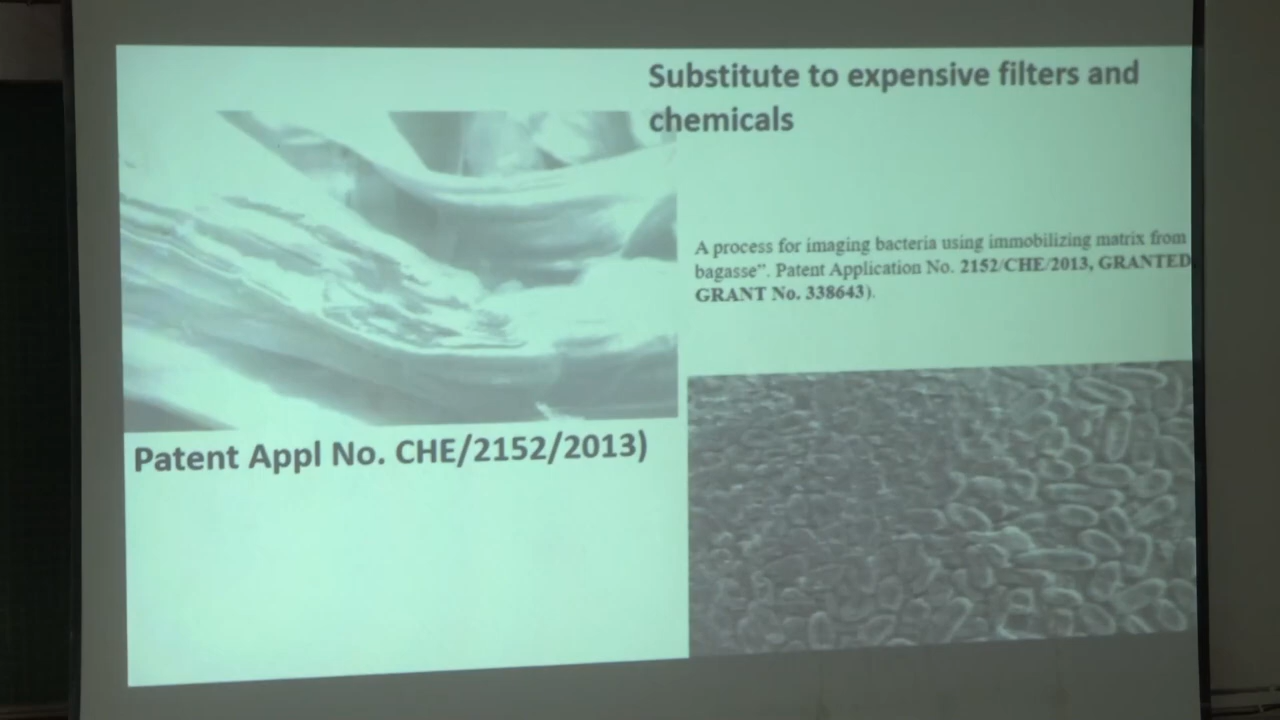 Substitute to expensive filters and
chemicals
A process for imaging bacteria using immobilizing matrix from
bagasse”. Patent Application No. 2152/CHE/2013, GRANTED
GRANT No. 338643).
Patent Appl No. CHE/2152/2013)